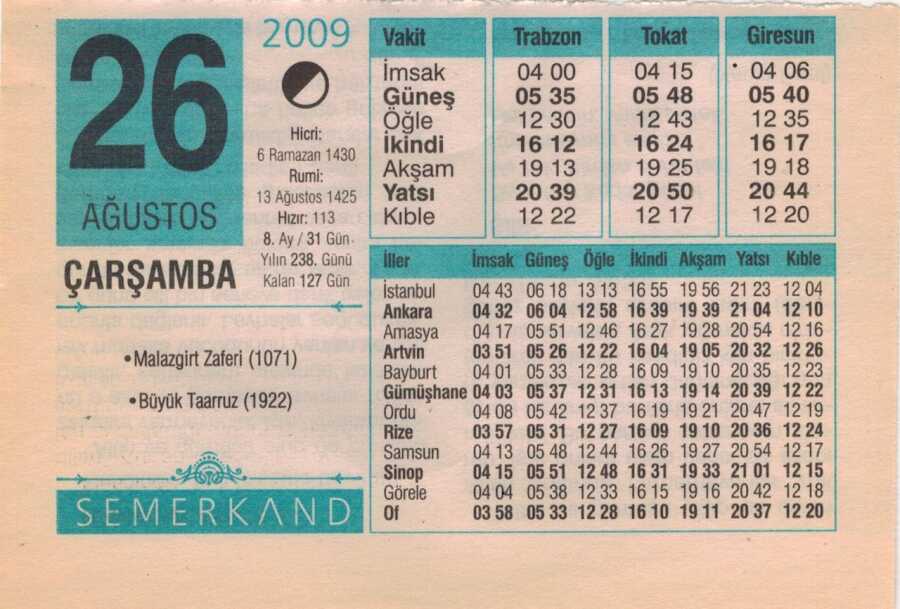 26
AĞUSTOS
ÇARŞAMBA
2009
Hicri:
6 Ramazan 1430
Rumi:
13 Ağustos 1425
Hızır: 113
8. Ay / 31 Gün
Yılın 238. Günü
Kalan 127 Gün
•Malazgirt Zaferi (1071)
•Büyük Taarruz (1922)
SEMERKAND
Vakit Trabzon Tokat Giresun
İmsak 04 00 04 15 04 06
Güneş 05 35 05 48 05 40
Öğle 12 30 12 43 12 35
İkindi 16 12 16 24 16 17
Akşam 19 13 19 25 19 18
Yatsı 20 39 20 50 20 44
Kıble 12 22 12 17 12 20
İller İmsak Güneş Öğle İkindi Akşam Yatsı Kıble
İstanbul 04 43 06 18 13 13 16 55 19 56 21 23 12 04
Ankara 04 32 06 04 12 58 16 39 19 39 21 04 12 10
Amasya 04 17 05 51 12 46 16 27 19 28 20 54 12 16
Artvin 03 51 05 26 12 22 16 04 19 05 20 32 12 26
Bayburt 04 01 05 33 12 28 16 09 19 10 20 35 12 23
Gümüşhane 04 03 05 37 12 31 16 13 19 14 20 39 12 22
Ordu 04 08 05 42 12 37 16 19 19 21 20 47 12 19
Rize 03 57 05 31 12 27 16 09 19 10 20 36 12 24
Samsun 04 13 05 48 12 44 16 26 19 27 20 54 12 17
Sinop 04 15 05 51 12 48 16 31 19 33 21 01 12 15
Görele 04 04 05 38 12 33 16 15 19 16 20 42 12 18
Of 03 58 05 33 12 28 16 10 19 11 20 37 12 20